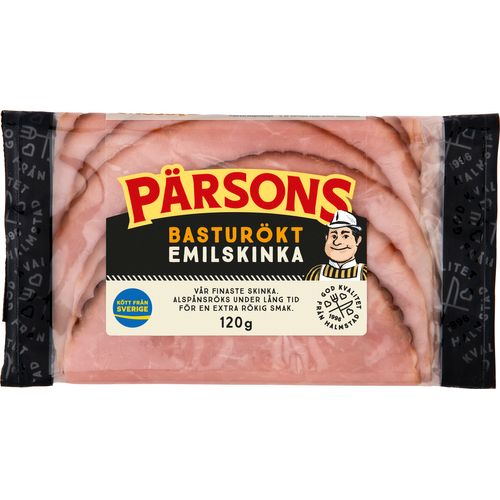 PÄRSONS
BASTURÖKT
EMILSKINKA
VÅR FINASTE SKINKA.
ALSPÅNSRÖKS UNDER LÅNG TID
FÖR EN EXTRA RÖKIG SMAK.
120g
KÖTT FRÅN
SVERIGE
GOD KVALITET
FRÅN HALMSTAD
1996